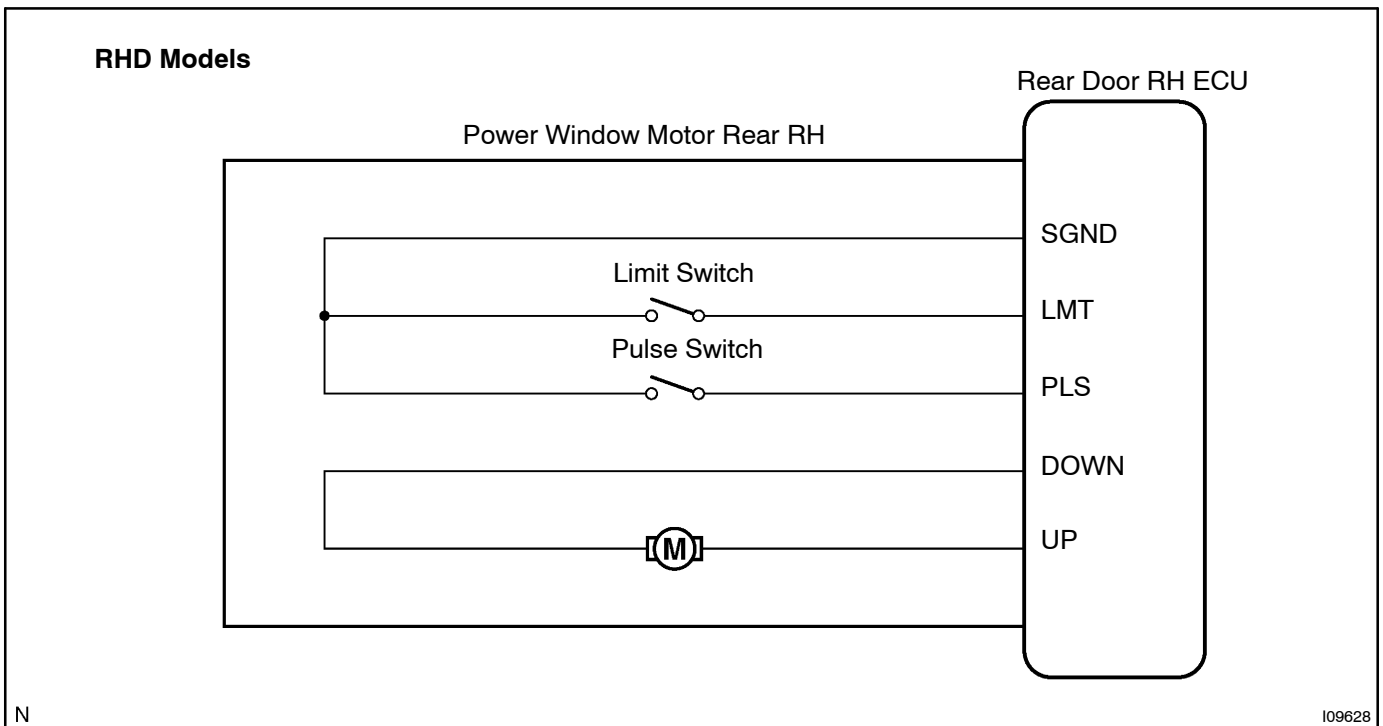 RHD Models
Rear Door RH ECU
Power Window Motor Rear RH
SGND
Limit Switch
LMT
Pulse Switch
PLS
DOWN
UP
M
N
I09628